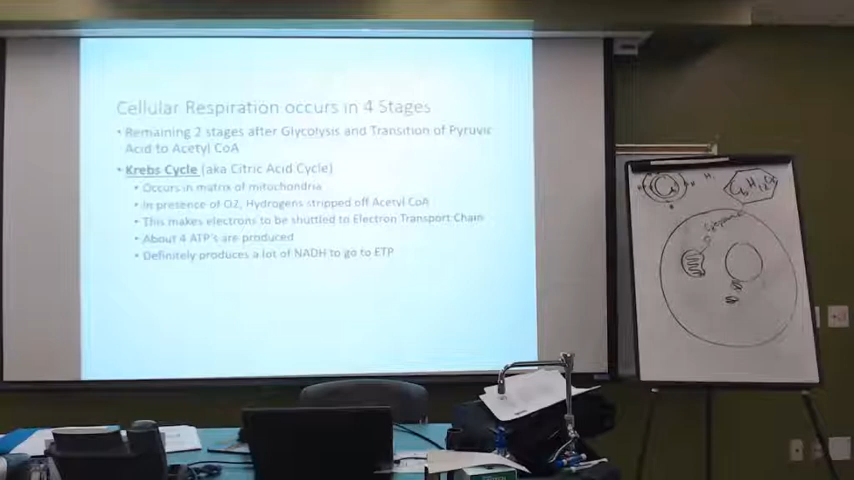 Cellular Respiration occurs in 4 Stages
• Remaining 2 stages after Glycolysis and Transition of Pyruvic
Acid to Acetyl CoA
• Krebs Cycle (aka Citric Acid Cycle)
• Occurs in matrix of mitochondria
• In presence of O2, Hydrogens stripped off Acetyl CoA
• This makes electrons to be shuttled to Electron Transport Chain
• About 4 ATP's are produced
• Definitely produces a lot of NADH to go to ETP